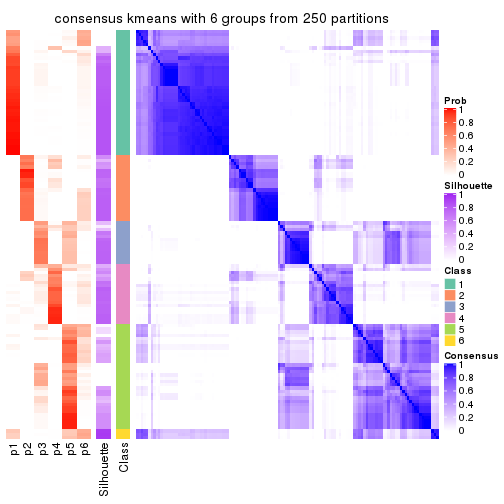 consensus kmeans with 6 groups from 250 partitions
Prob
1
0.8
0.6
0.4
0.2
0
Silhouette
1
0.8
0.6
0.4
0.2
0
Class
1
2
3
4
5
6
Consensus
1
0.8
0.6
0.4
0.2
0
p1
p2
p3
p4
p5
p6
Silhouette
Class